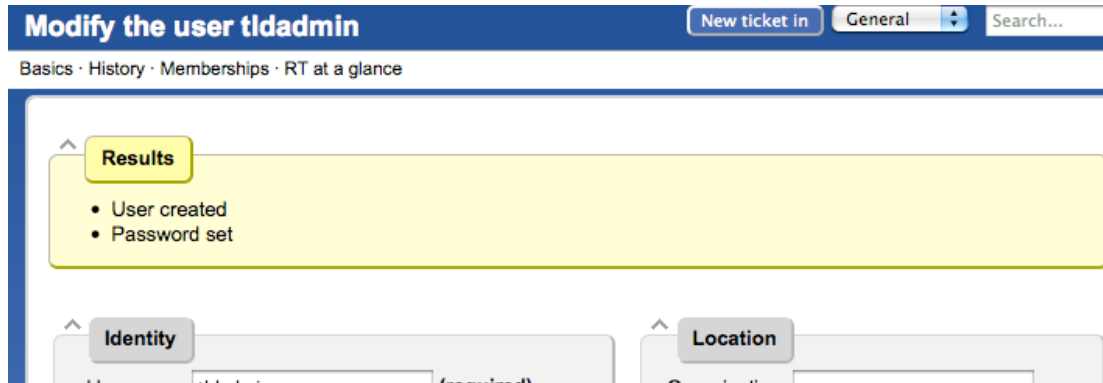 Modify the user tldadmin
New ticket in General Search...
Basics · History · Memberships · RT at a glance
Results
• User created
• Password set
Identity
Location
(required)